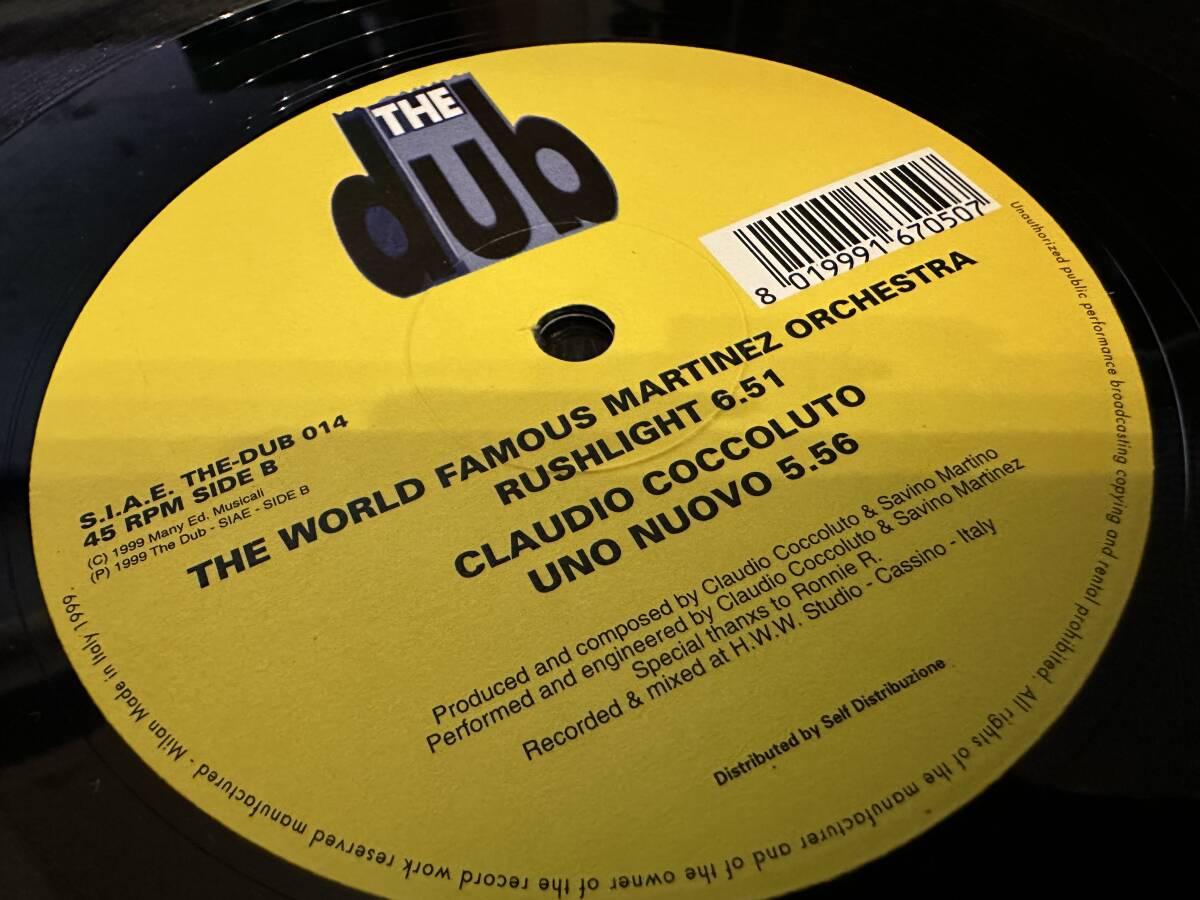 THE
dub
8 019991 670507
S.I.A.E. THE-DUB 014
45 RPM SIDE B
(C) 1999 Many Ed. Musicali
(P) 1999 The Dub - SIAE - SIDE B
THE WORLD FAMOUS MARTINEZ ORCHESTRA
RUSHLIGHT 6.51
CLAUDIO COCCOLUTO
UNO NUOVO 5.56
Produced and composed by Claudio Coccoluto & Savino Martino
Performed and engineered by Claudio Coccoluto & Savino Martinez
Special thanxs to Ronnie R.
Recorded & mixed at H.W.W. Studio - Cassino - Italy
Distributed by Self Distribuzione
Unauthorized public performance broadcasting copying and rental prohibited. All rights of the manufacturer and of the owner of the record work reserved manufactured - Milan Made in Italy 1999.